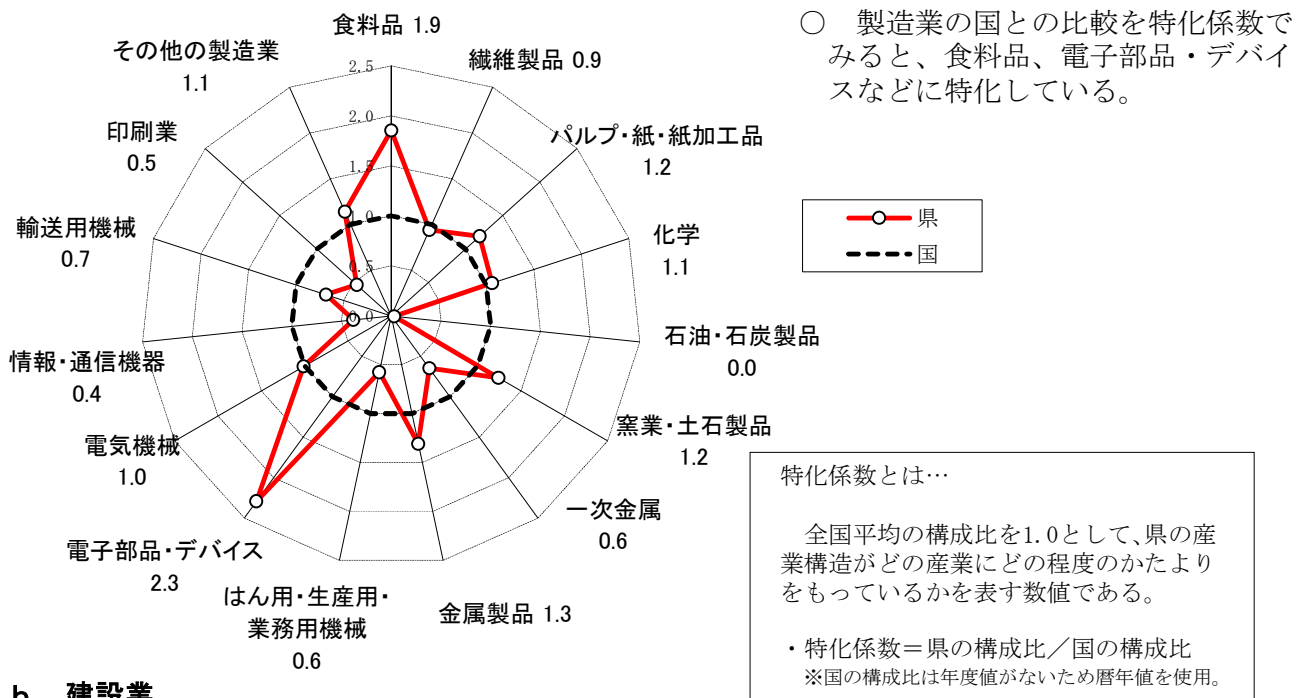 食料品 1.9
繊維製品 0.9
パルプ・紙・紙加工品
1.2
化学
1.1
石油・石炭製品
0.0
窯業・土石製品
1.2
一次金属
0.6
金属製品 1.3
はん用・生産用・
業務用機械
0.6
電子部品・デバイス
2.3
電気機械
1.0
情報・通信機器
0.4
輸送用機械
0.7
印刷業
0.5
その他の製造業
1.1
2.5
2.0
1.5
1.0
0.5
0.0
○ 製造業の国との比較を特化係数で
みると、食料品、電子部品・デバイ
スなどに特化している。
県
国
特化係数とは…
全国平均の構成比を1.0として、県の産
業構造がどの産業にどの程度のかたより
をもっているかを表す数値である。
・特化係数＝県の構成比／国の構成比
※国の構成比は年度値がないため暦年値を使用。
b 建設業